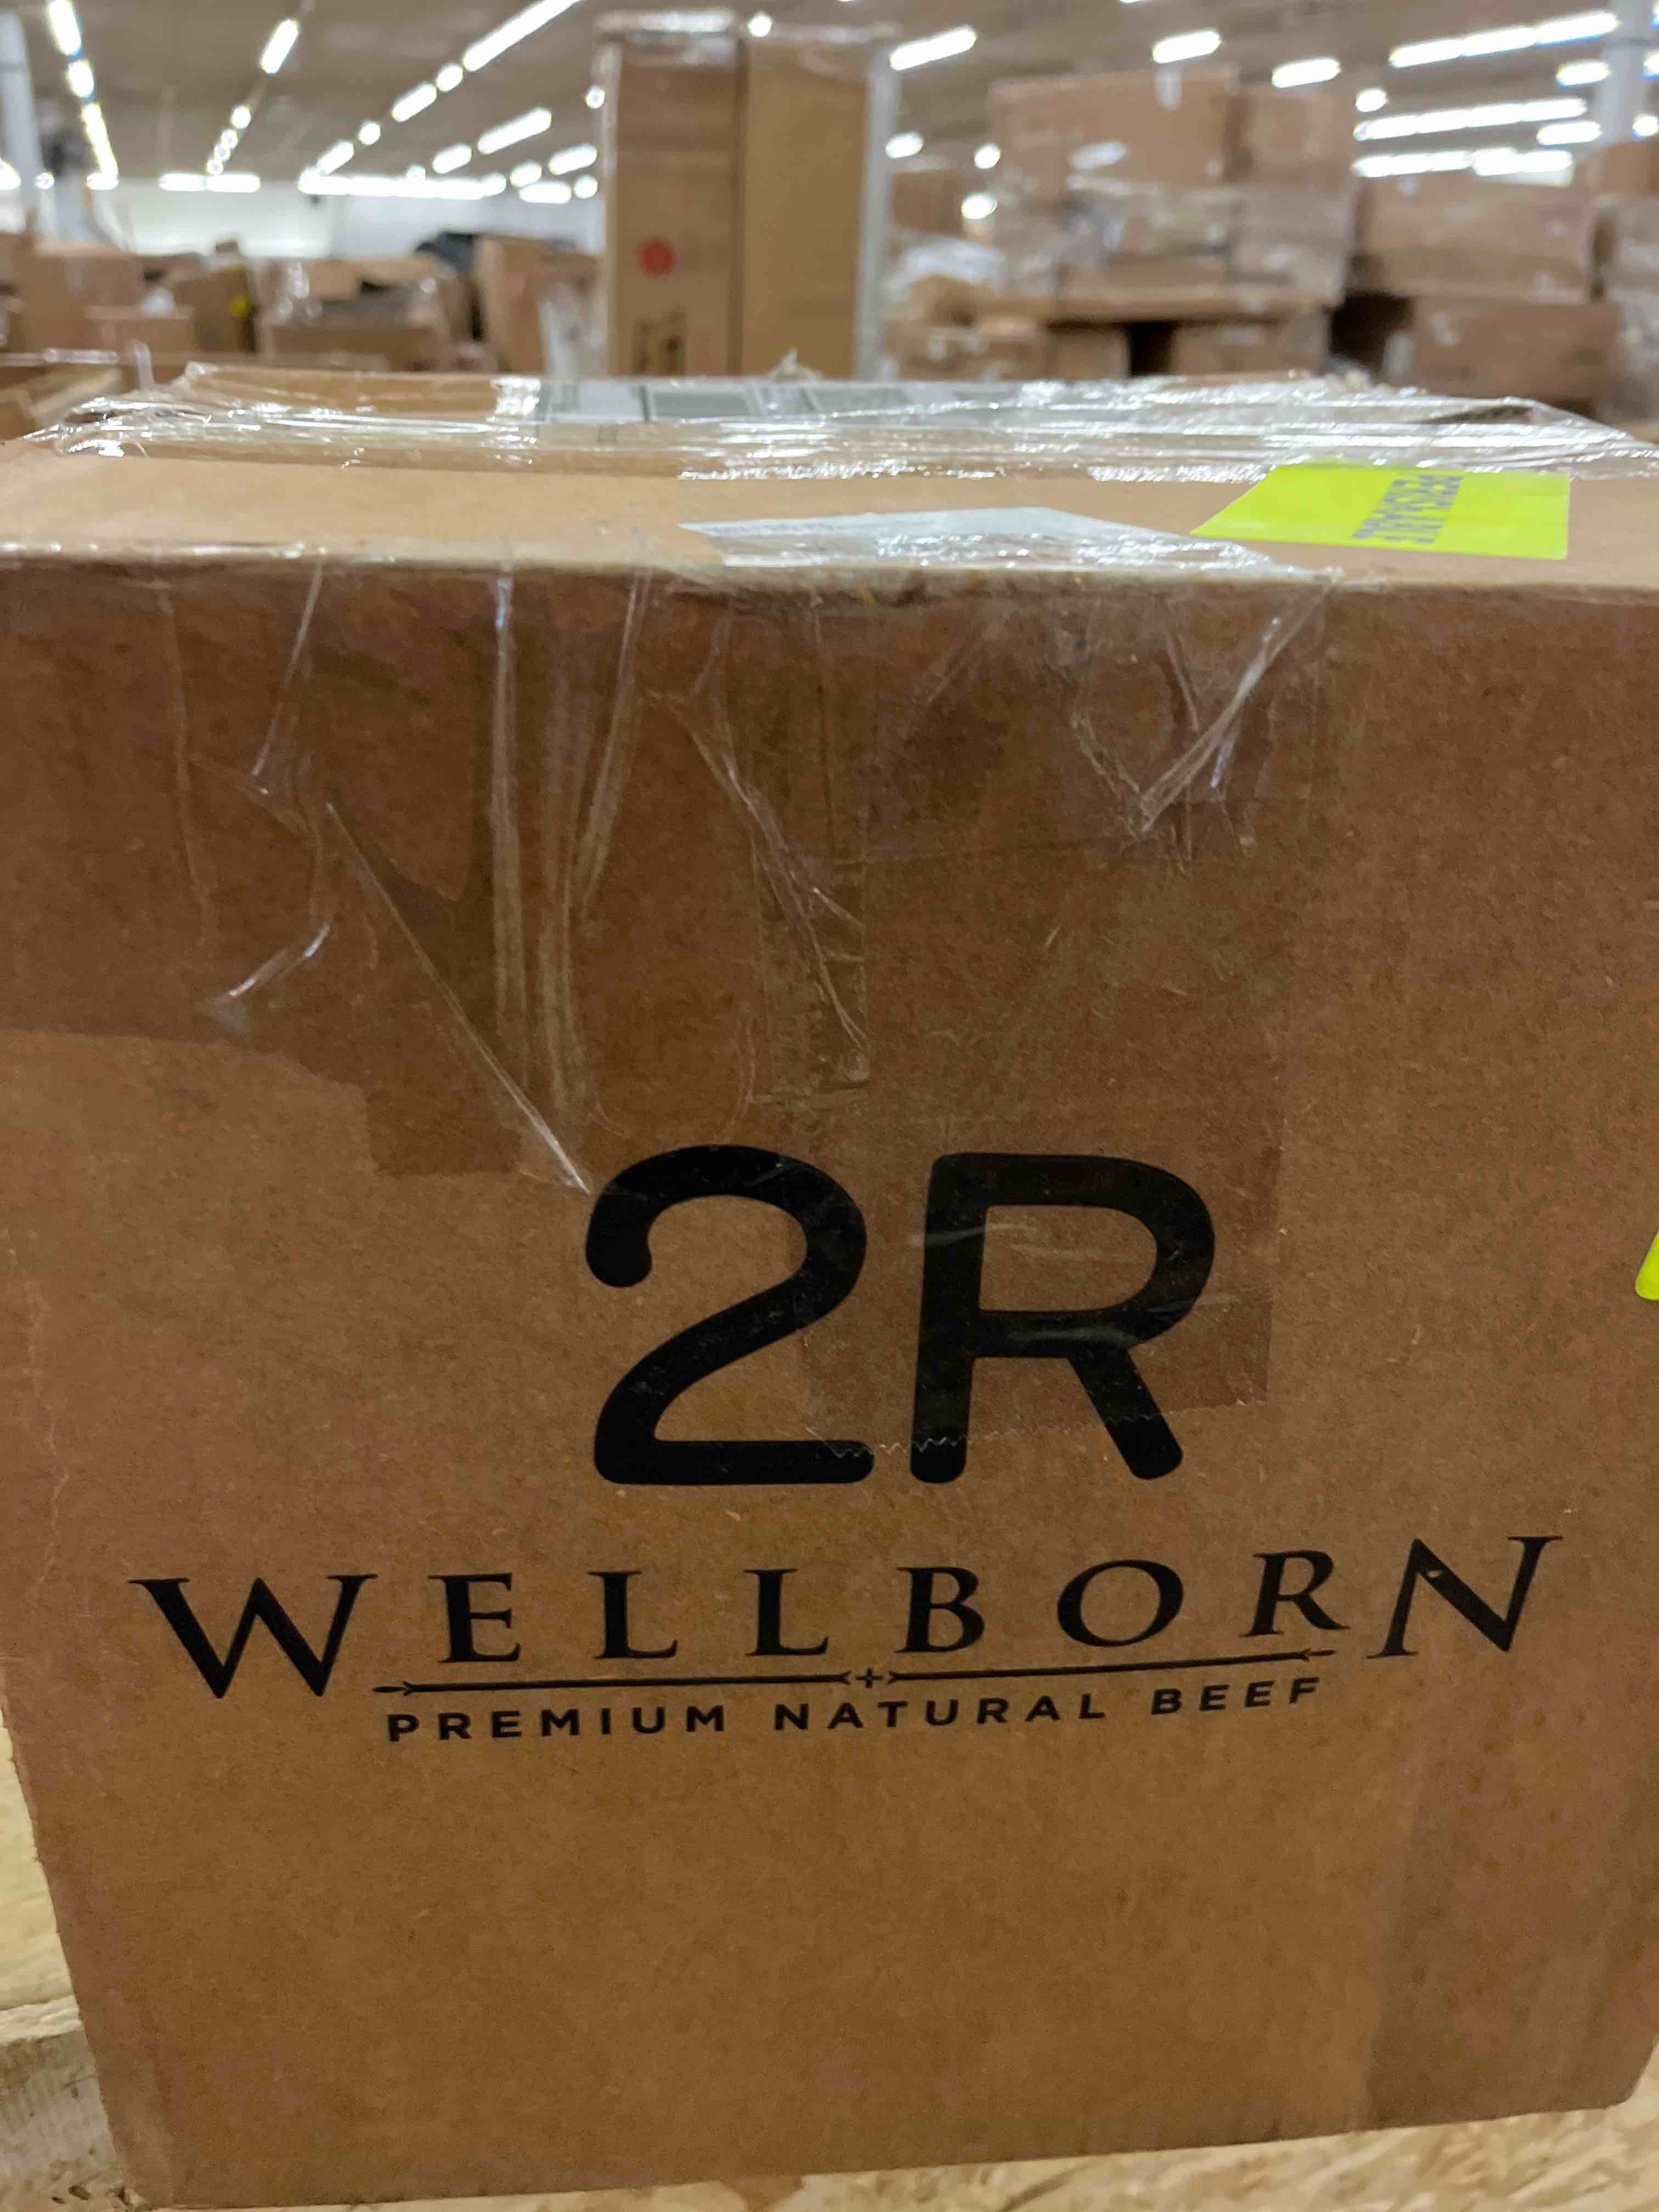 2R
WELLBORN
PREMIUM NATURAL BEEF